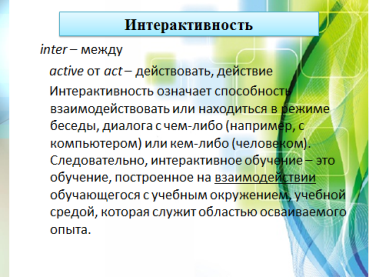 Интерактивность
inter – между
active от act – действовать, действие
Интерактивность означает способность
взаимодействовать или находиться в режиме
беседы, диалога с чем-либо (например, с
компьютером) или кем-либо (человеком).
Следовательно, интерактивное обучение – это
обучение, построенное на взаимодействии
обучающегося с учебным окружением, учебной
средой, которая служит областью осваиваемого
опыта.